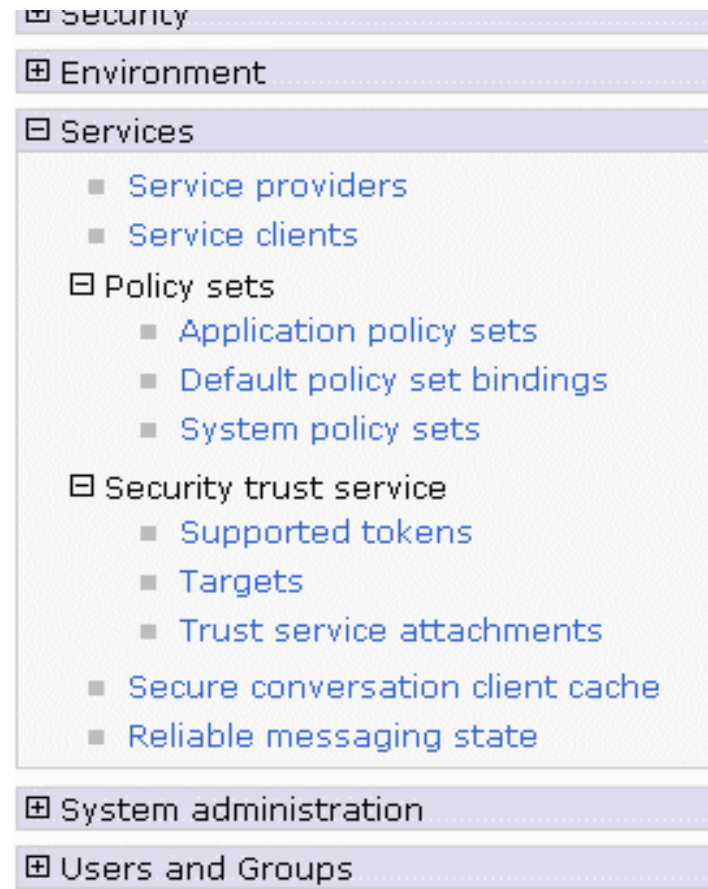 Security
Environment
Services
Service providers
Service clients
Policy sets
Application policy sets
Default policy set bindings
System policy sets
Security trust service
Supported tokens
Targets
Trust service attachments
Secure conversation client cache
Reliable messaging state
System administration
Users and Groups